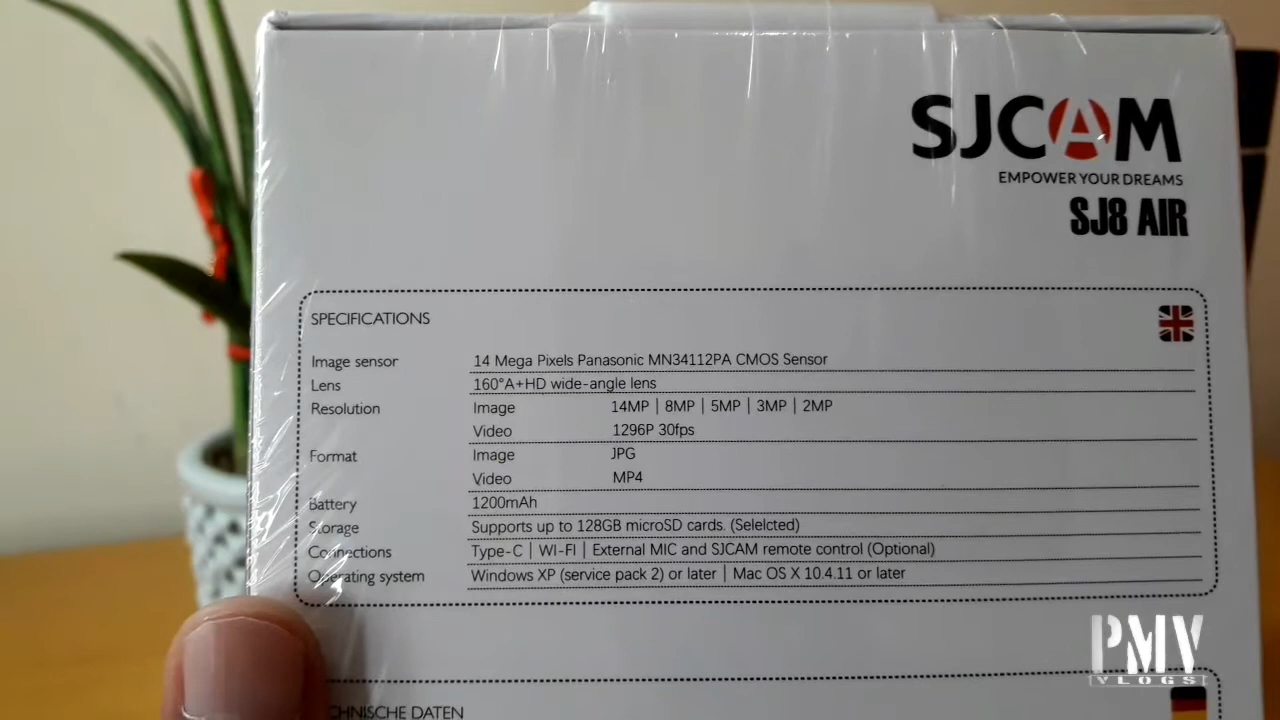 SJCAM
EMPOWER YOUR DREAMS
SJ8 AIR
SPECIFICATIONS
Image sensor 14 Mega Pixels Panasonic MN34112PA CMOS Sensor
Lens 160°A+HD wide-angle lens
Resolution Image 14MP | 8MP | 5MP | 3MP | 2MP
Video 1296P 30fps
Format Image JPG
Video MP4
Battery 1200mAh
Storage Supports up to 128GB microSD cards. (Selelcted)
Connections Type-C | WI-FI | External MIC and SJCAM remote control (Optional)
Operating system Windows XP (service pack 2) or later | Mac OS X 10.4.11 or later
PMV
VLOGS
CHNISCHE DATEN